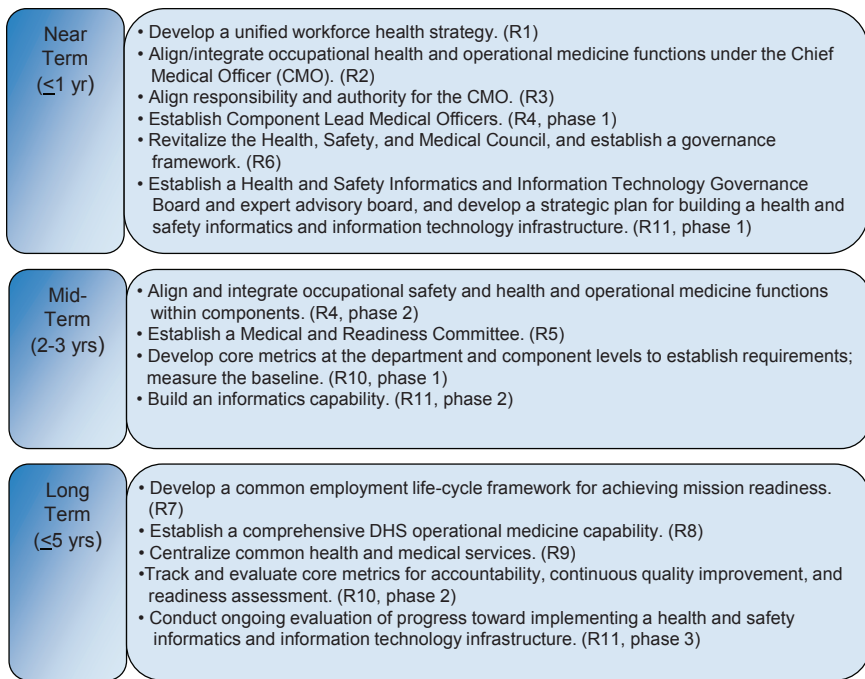 Near
Term
(≤1 yr)
• Develop a unified workforce health strategy. (R1)
• Align/integrate occupational health and operational medicine functions under the Chief
Medical Officer (CMO). (R2)
• Align responsibility and authority for the CMO. (R3)
• Establish Component Lead Medical Officers. (R4, phase 1)
• Revitalize the Health, Safety, and Medical Council, and establish a governance
framework. (R6)
• Establish a Health and Safety Informatics and Information Technology Governance
Board and expert advisory board, and develop a strategic plan for building a health and
safety informatics and information technology infrastructure. (R11, phase 1)
Mid-
Term
(2-3 yrs)
• Align and integrate occupational safety and health and operational medicine functions
within components. (R4, phase 2)
• Establish a Medical and Readiness Committee. (R5)
• Develop core metrics at the department and component levels to establish requirements;
measure the baseline. (R10, phase 1)
• Build an informatics capability. (R11, phase 2)
Long
Term
(≤5 yrs)
• Develop a common employment life-cycle framework for achieving mission readiness.
(R7)
• Establish a comprehensive DHS operational medicine capability. (R8)
• Centralize common health and medical services. (R9)
•Track and evaluate core metrics for accountability, continuous quality improvement, and
readiness assessment. (R10, phase 2)
• Conduct ongoing evaluation of progress toward implementing a health and safety
informatics and information technology infrastructure. (R11, phase 3)